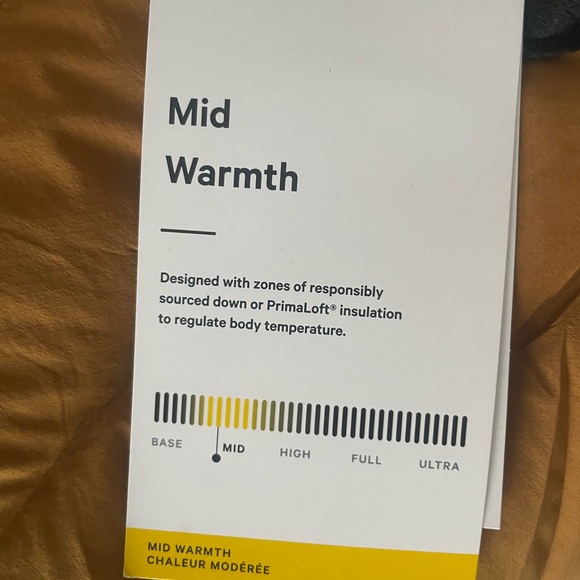 Mid
Warmth
Designed with zones of responsibly
sourced down or PrimaLoft® insulation
to regulate body temperature.
BASE MID HIGH FULL ULTRA
MID WARMTH
CHALEUR MODÉRÉE